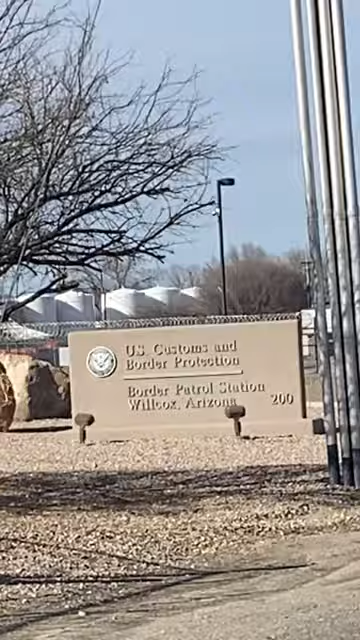 U.S. Customs and
Border Protection
Border Patrol Station
Willcox, Arizona 200